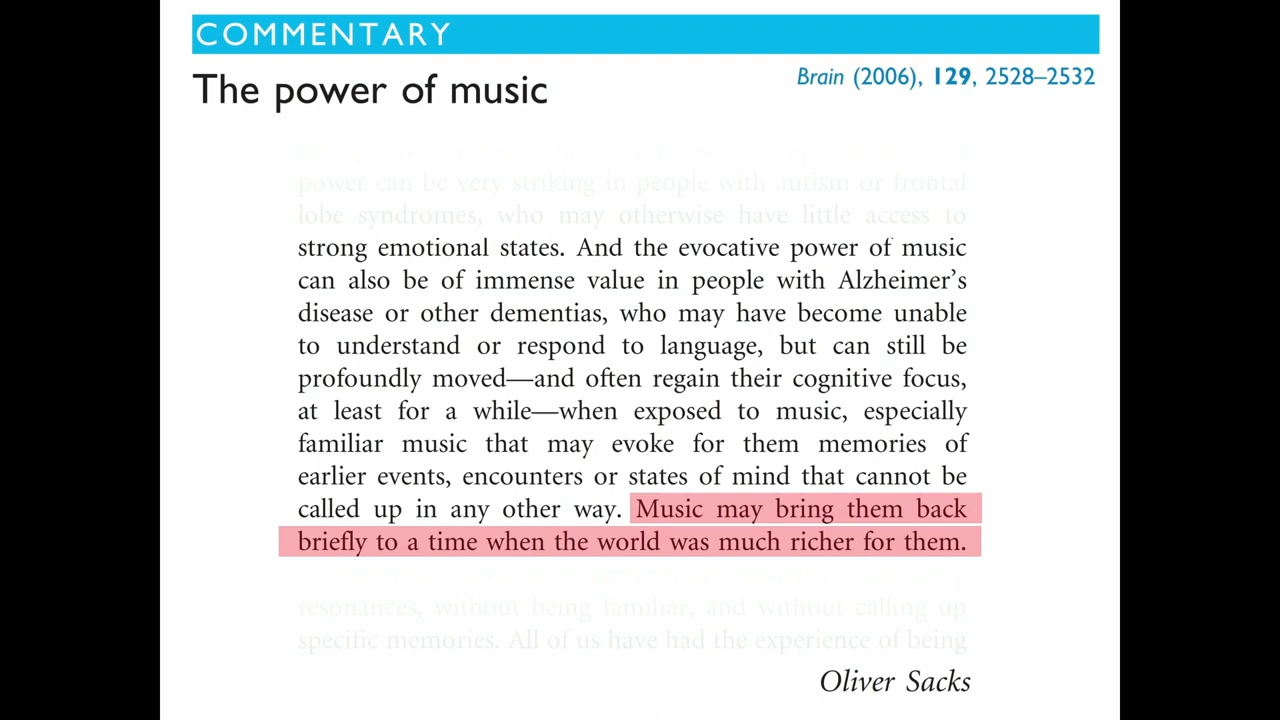 COMMENTARY
The power of music
Brain (2006), 129, 2528–2532
power can be very striking in people with autism or frontal
lobe syndromes, who may otherwise have little access to
strong emotional states. And the evocative power of music
can also be of immense value in people with Alzheimer's
disease or other dementias, who may have become unable
to understand or respond to language, but can still be
profoundly moved—and often regain their cognitive focus,
at least for a while—when exposed to music, especially
familiar music that may evoke for them memories of
earlier events, encounters or states of mind that cannot be
called up in any other way. Music may bring them back
briefly to a time when the world was much richer for them.
resonances, without being familiar, and without calling up
specific memories. All of us have had the experience of being
Oliver Sacks